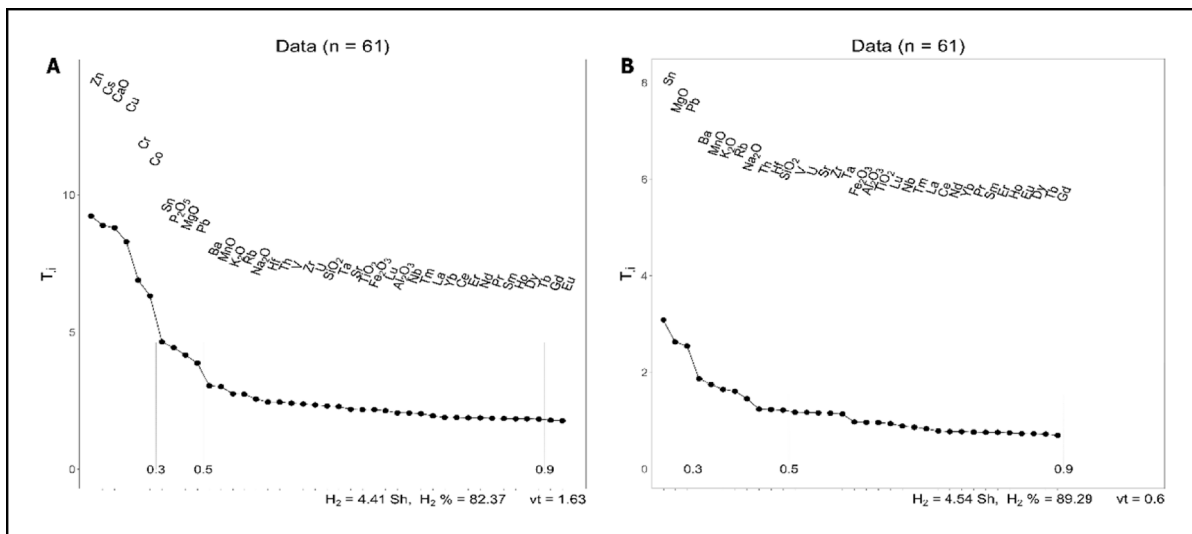 Data (n = 61)
A
Zn Cs CaO Cu Cr Co Sn P₂O₅ MgO Pb Ba MnO K₂O Rb Na₂O Hf Th V Zr U SiO₂ Ta Sr TiO₂ Fe₂O₃ Lu Al₂O₃ Nb Tm La Yb Ce Er Nd Pr Sm Ho Dy Tb Gd Eu
10
5
0
T.i
0.3 0.5 0.9
H₂ = 4.41 Sh, H₂ % = 82.37 vt = 1.63
Data (n = 61)
B
Sn MgO Pb Ba MnO K₂O Rb Na₂O Th Hf SiO₂ V U Sr Zr Ta Fe₂O₃ Al₂O₃ TiO₂ Lu Nb Tm La Ce Nd Yb Pr Sm Er Ho Eu Dy Tb Gd
8
6
4
2
0
T.i
0.3 0.5 0.9
H₂ = 4.54 Sh, H₂ % = 89.29 vt = 0.6